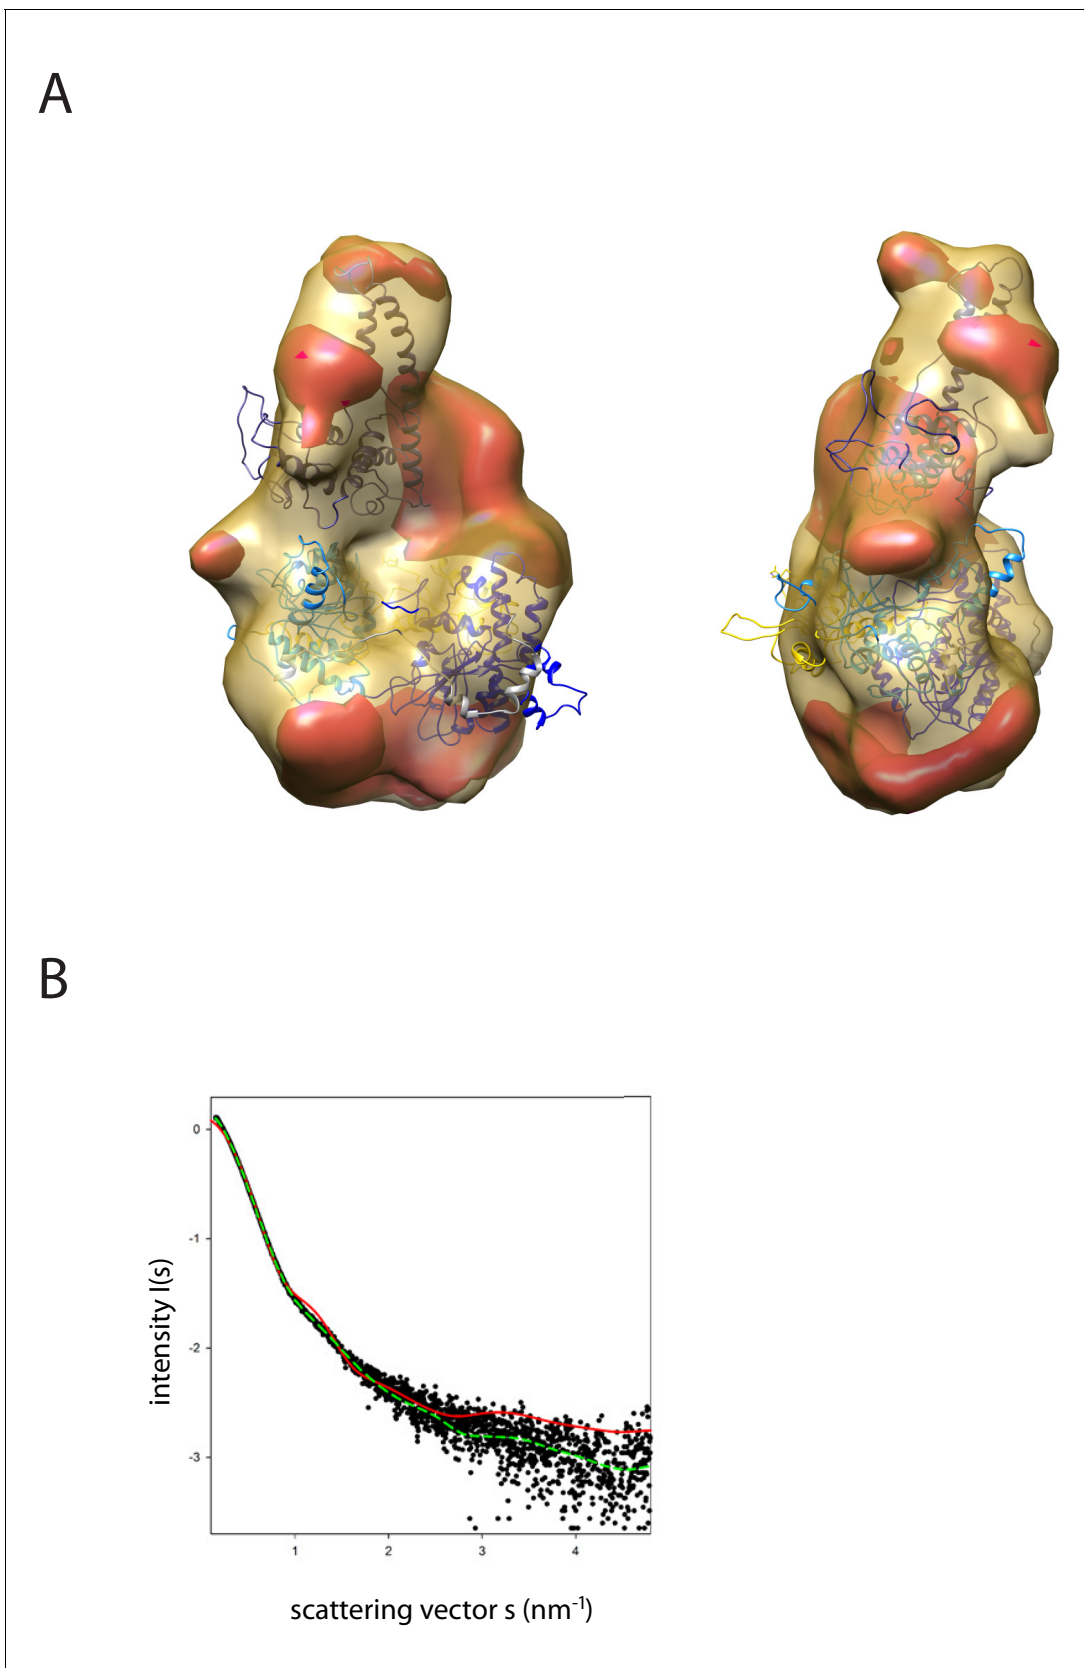 A
B
0
-1
-2
-3
intensity I(s)
1 2 3 4
scattering vector s (nm⁻¹)